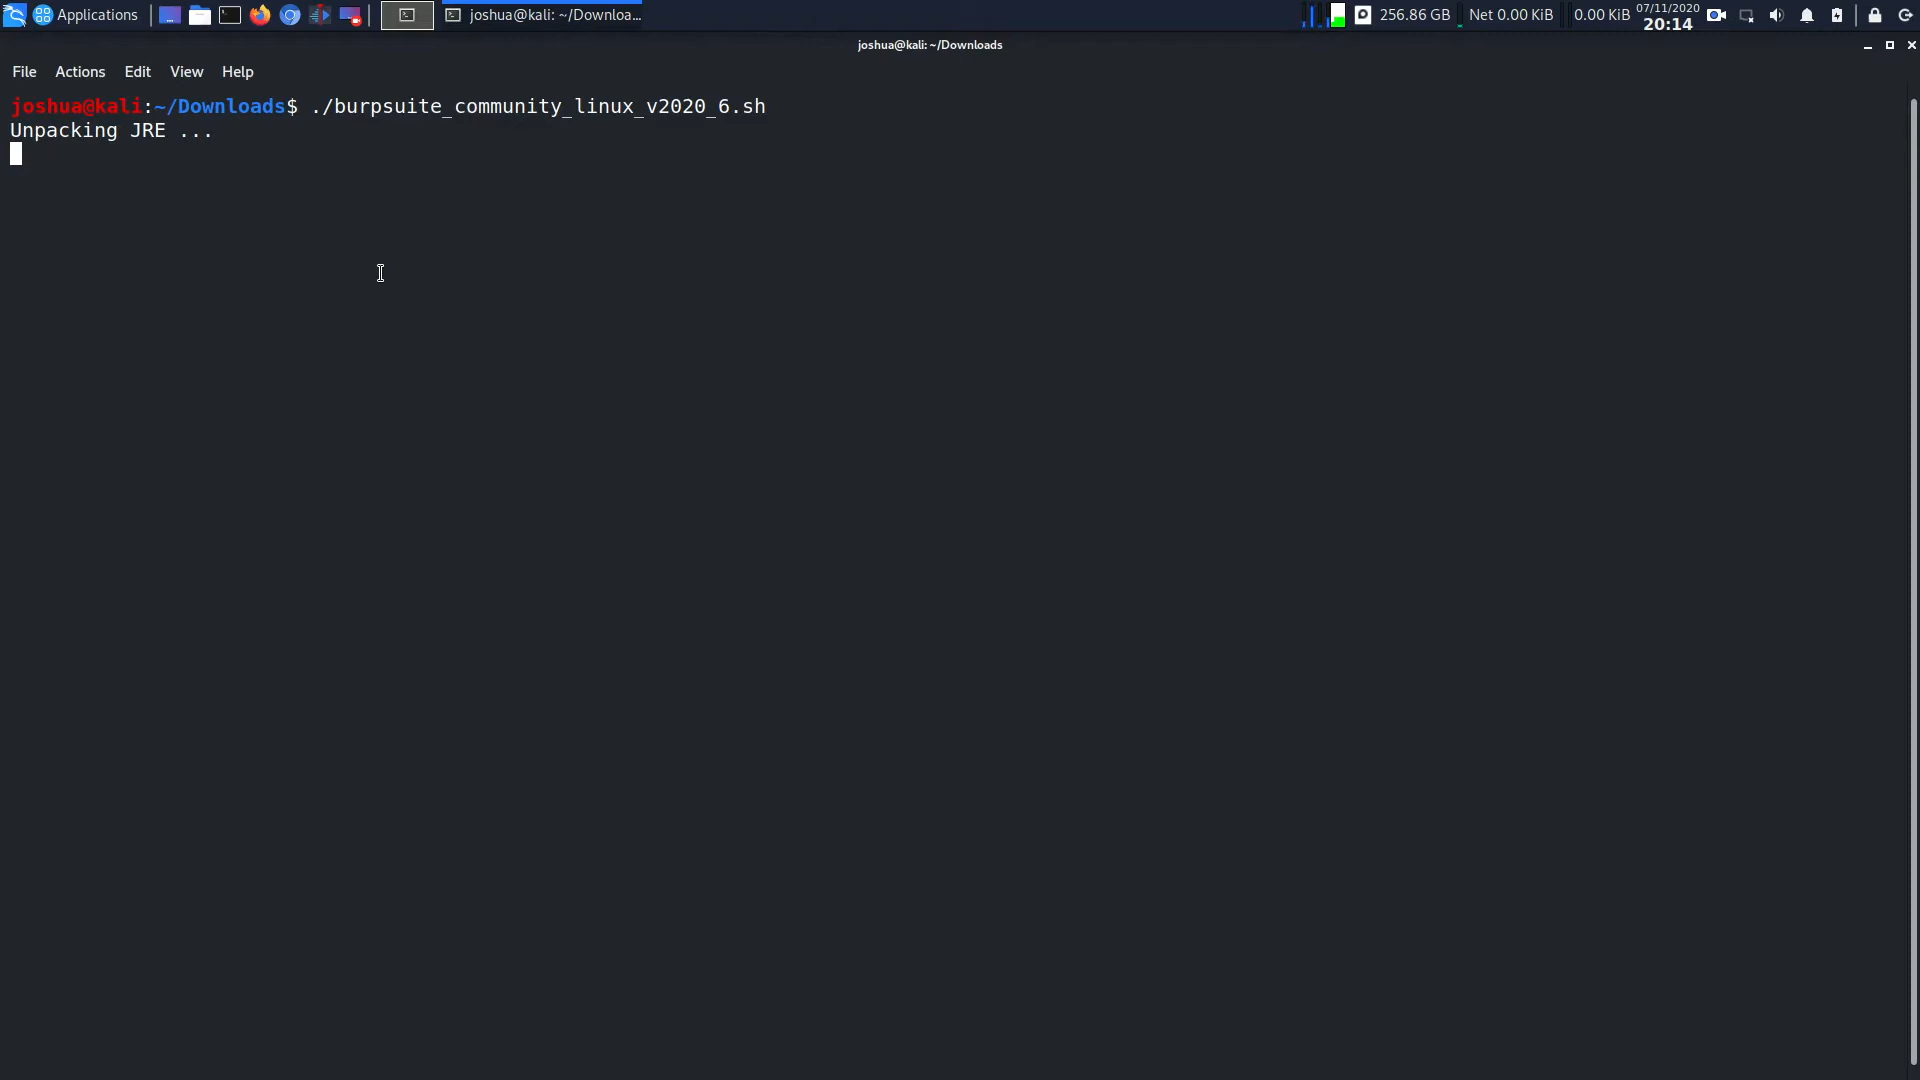 Applications
joshua@kali: ~/Downloa...
256.86 GB
Net 0.00 KiB
0.00 KiB
07/11/2020
20:14
joshua@kali: ~/Downloads
File Actions Edit View Help
joshua@kali:~/Downloads$ ./burpsuite_community_linux_v2020_6.sh
Unpacking JRE ...